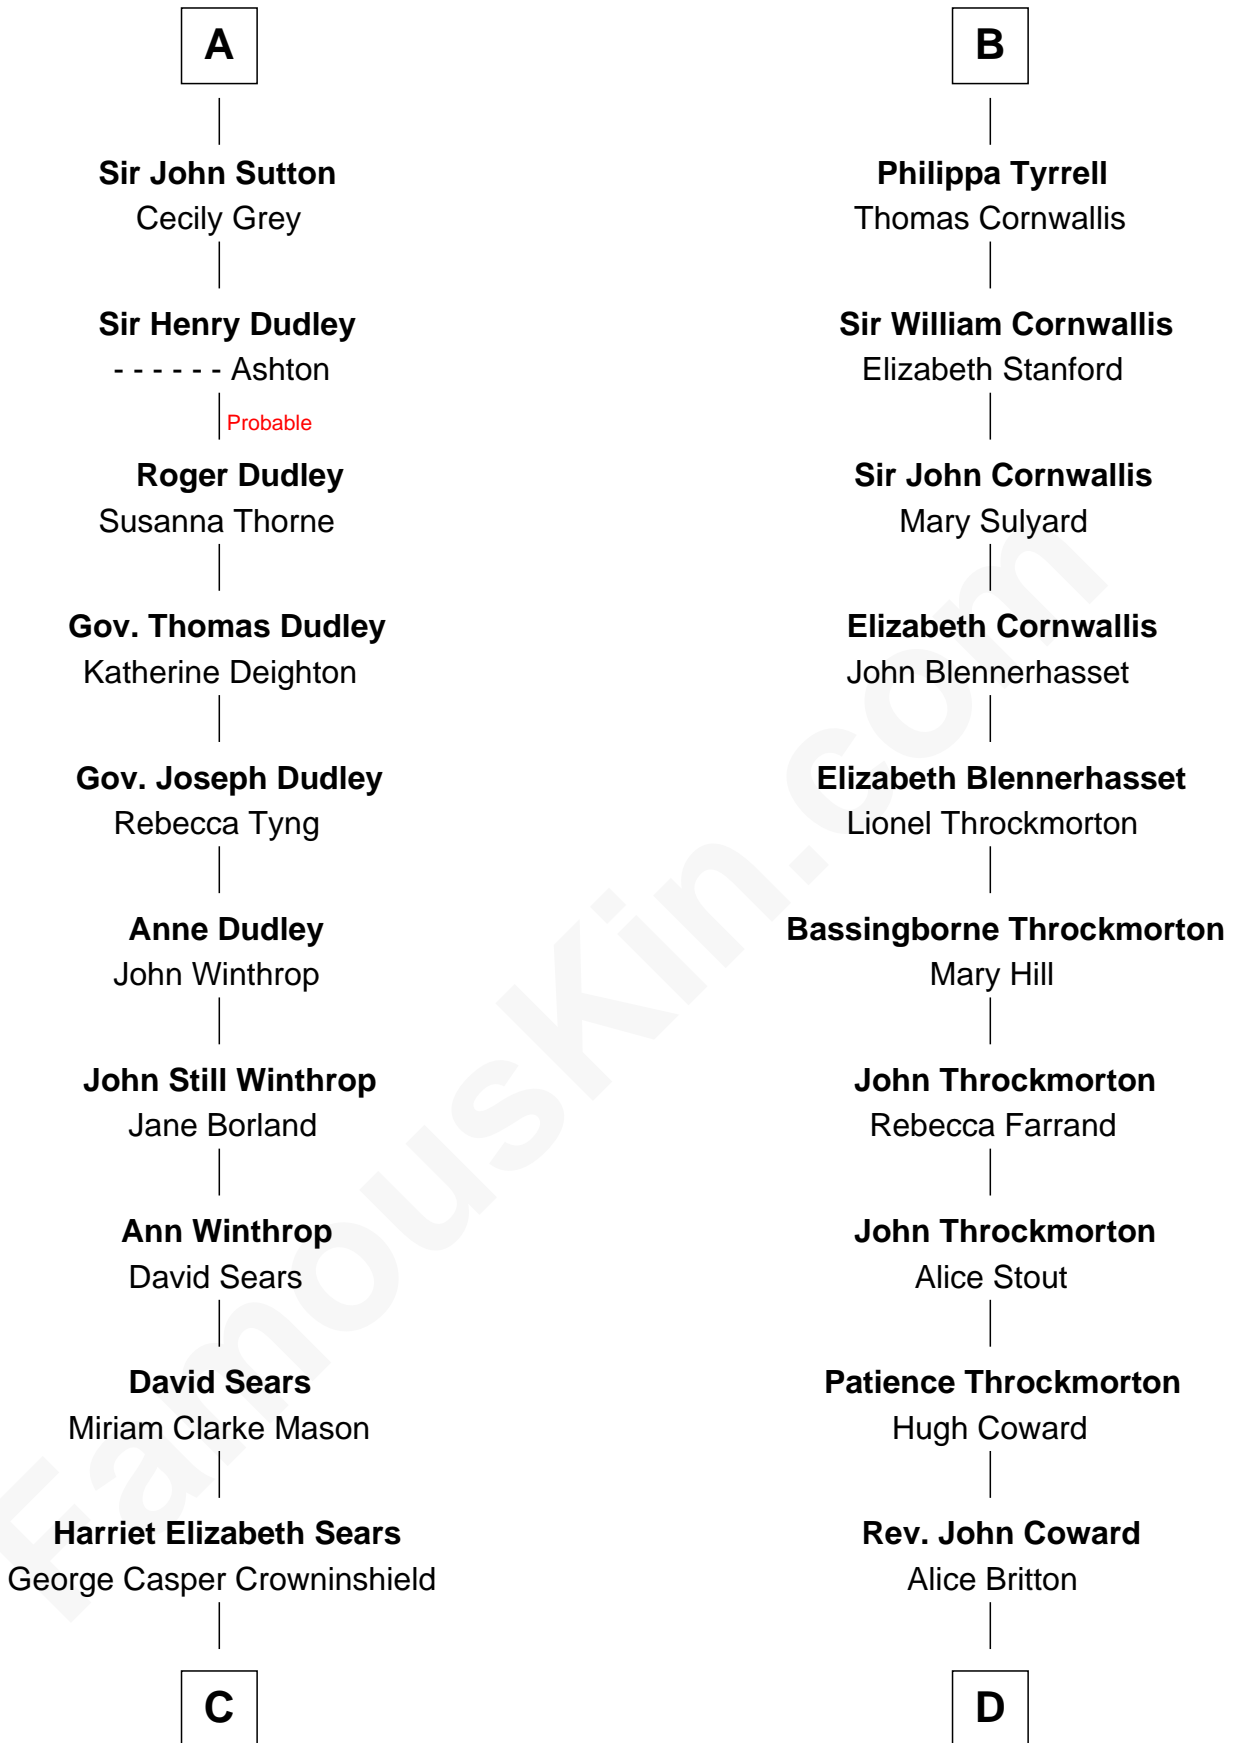 A
Sir John Sutton
Cecily Grey
Sir Henry Dudley
- - - - - - Ashton
Probable
Roger Dudley
Susanna Thorne
Gov. Thomas Dudley
Katherine Deighton
Gov. Joseph Dudley
Rebecca Tyng
Anne Dudley
John Winthrop
John Still Winthrop
Jane Borland
Ann Winthrop
David Sears
David Sears
Miriam Clarke Mason
Harriet Elizabeth Sears
George Casper Crowninshield
C
B
Philippa Tyrrell
Thomas Cornwallis
Sir William Cornwallis
Elizabeth Stanford
Sir John Cornwallis
Mary Sulyard
Elizabeth Cornwallis
John Blennerhasset
Elizabeth Blennerhasset
Lionel Throckmorton
Bassingborne Throckmorton
Mary Hill
John Throckmorton
Rebecca Farrand
John Throckmorton
Alice Stout
Patience Throckmorton
Hugh Coward
Rev. John Coward
Alice Britton
D
FamousKin.com